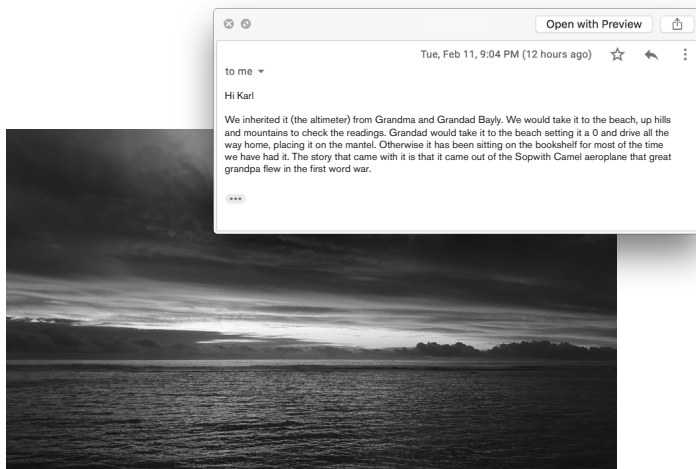 Open with Preview
Tue, Feb 11, 9:04 PM (12 hours ago)
to me
Hi Karl
We inherited it (the altimeter) from Grandma and Grandad Bayly. We would take it to the beach, up hills
and mountains to check the readings. Grandad would take it to the beach setting it a 0 and drive all the
way home, placing it on the mantel. Otherwise it has been sitting on the bookshelf for most of the time
we have had it. The story that came with it is that it came out of the Sopwith Camel aeroplane that great
grandpa flew in the first word war.